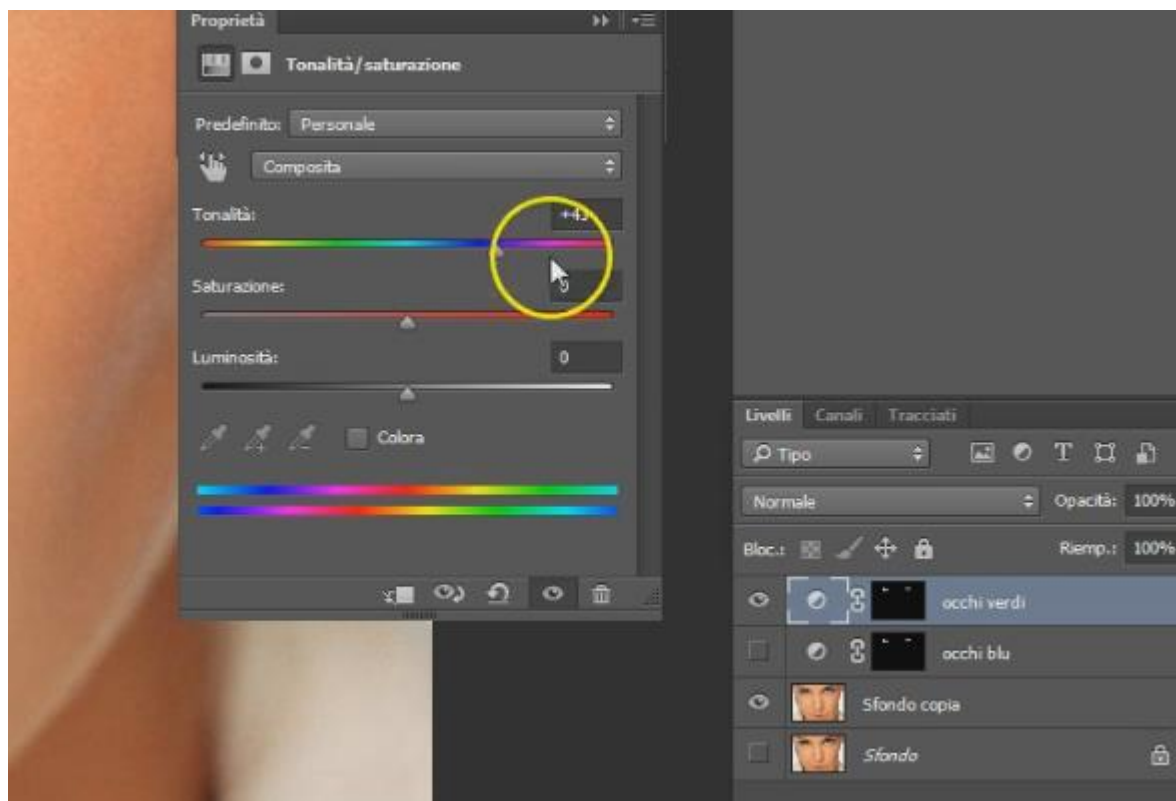 Proprietà
Tonalità/saturazione
Predefinito: Personale
Composita
Tonalità:
Saturazione:
Luminosità: 0
Colora
Livelli Canali Tracciati
Tipo
Normale Opacità: 100%
Bloc.: Riemp.: 100%
occhi verdi
occhi blu
Sfondo copia
Sfondo